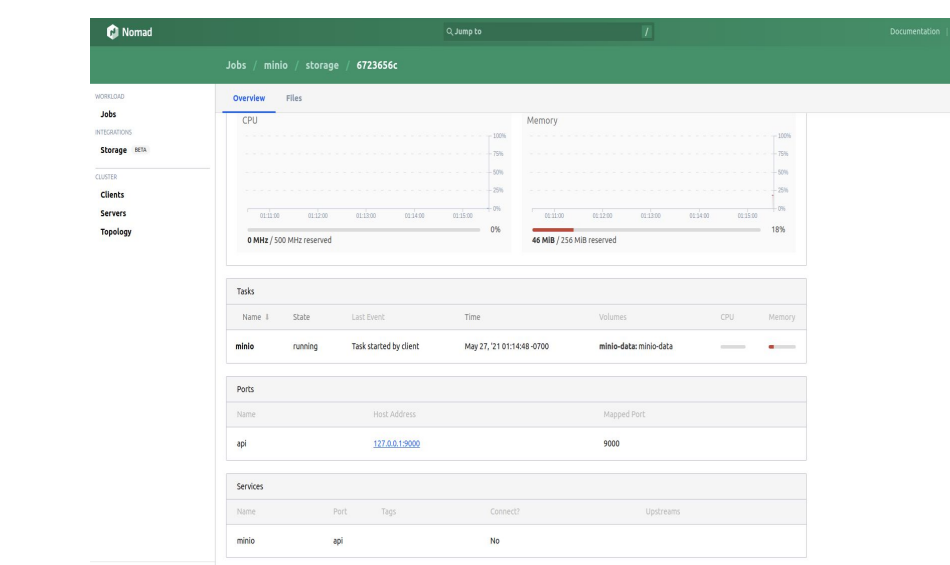 Nomad
Jump to /
Documentation
Jobs / minio / storage / 6723656c
WORKLOAD
Jobs
INTEGRATIONS
Storage BETA
CLUSTER
Clients
Servers
Topology
Overview Files
CPU
100%
75%
50%
25%
0%
01:11:00 01:12:00 01:13:00 01:14:00 01:15:00
0%
0 MHz / 500 MHz reserved
Memory
100%
75%
50%
25%
0%
01:11:00 01:12:00 01:13:00 01:14:00 01:15:00
18%
46 MiB / 256 MiB reserved
Tasks
Name State Last Event Time Volumes CPU Memory
minio running Task started by client May 27, '21 01:14:48 -0700 minio-data: minio-data
Ports
Name Host Address Mapped Port
api 127.0.0.1:9000 9000
Services
Name Port Tags Connect? Upstreams
minio api No